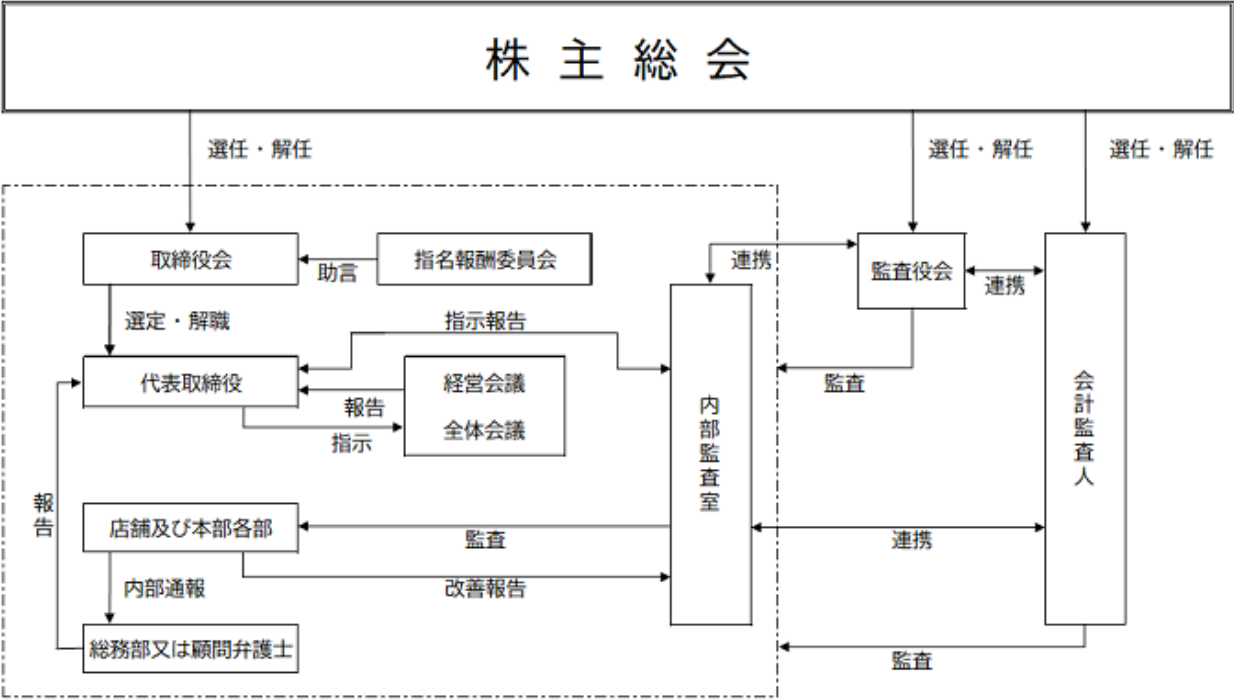 株主総会
選任・解任
選任・解任
選任・解任
取締役会
助言
指名報酬委員会
連携
監査役会
連携
選定・解職
指示報告
代表取締役
経営会議
報告
全体会議
指示
監査
内部監査室
会計監査人
報告
店舗及び本部各部
監査
連携
内部通報
改善報告
総務部又は顧問弁護士
監査